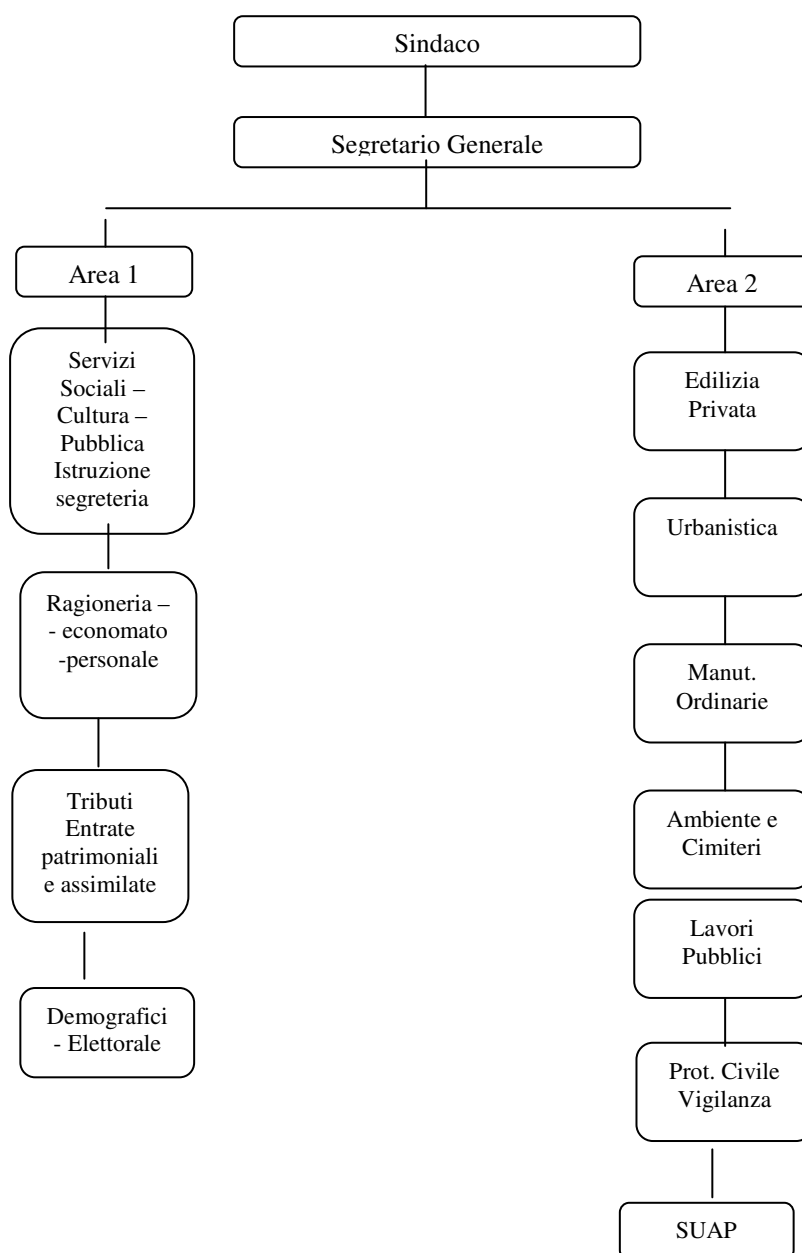 Sindaco
Segretario Generale
Area 1
Servizi
Sociali –
Cultura –
Pubblica
Istruzione
segreteria
Ragioneria –
- economato
-personale
Tributi
Entrate
patrimoniali
e assimilate
Demografici
- Elettorale
Area 2
Edilizia
Privata
Urbanistica
Manut.
Ordinarie
Ambiente e
Cimiteri
Lavori
Pubblici
Prot. Civile
Vigilanza
SUAP